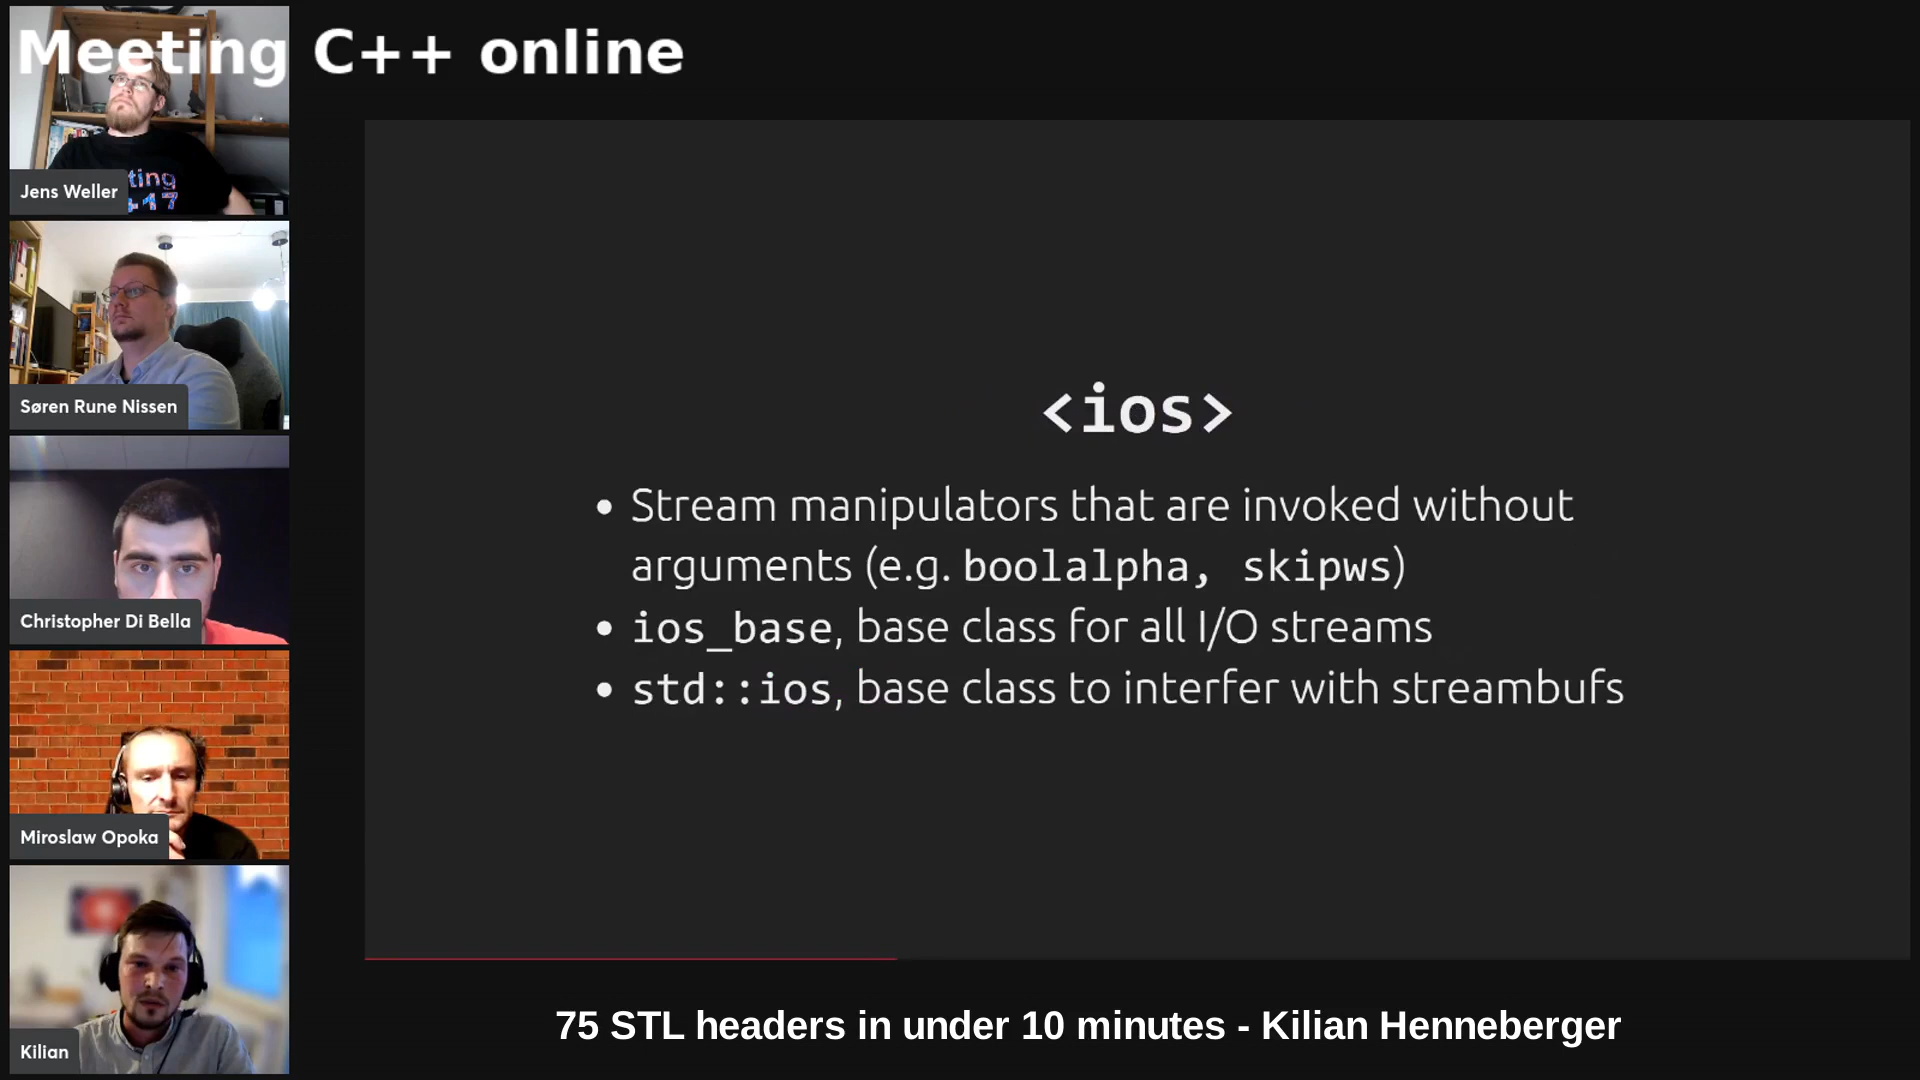 Meeting C++ online
ting
+17
Jens Weller
Søren Rune Nissen
Christopher Di Bella
Miroslaw Opoka
Kilian
<ios>
• Stream manipulators that are invoked without
arguments (e.g. boolalpha, skipws)
• ios_base, base class for all I/O streams
• std::ios, base class to interfer with streambufs
75 STL headers in under 10 minutes - Kilian Henneberger